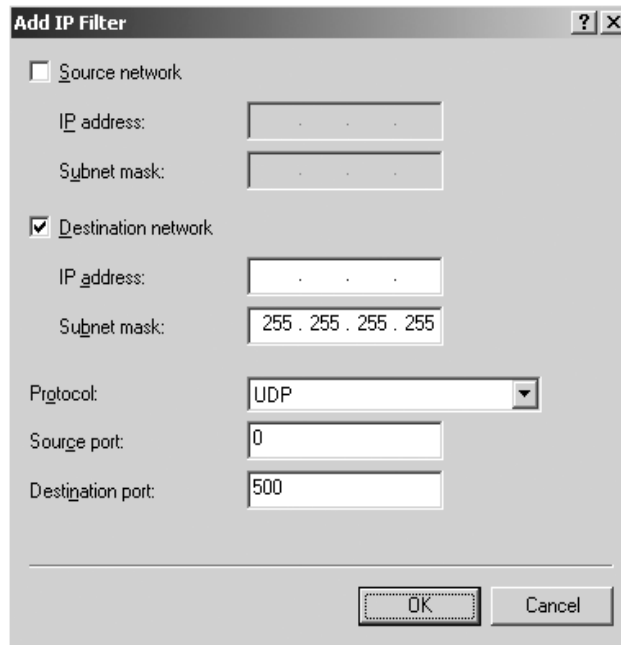 Add IP Filter
Source network
IP address:
Subnet mask:
Destination network
IP address:
Subnet mask: 255 . 255 . 255 . 255
Protocol: UDP
Source port: 0
Destination port: 500
OK Cancel